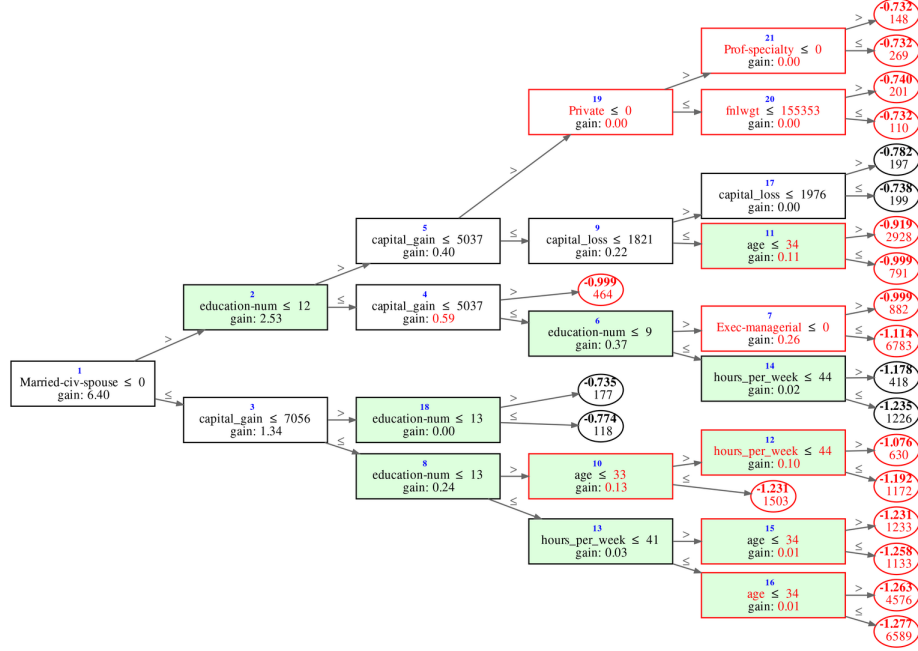 1
Married-civ-spouse ≤ 0
gain: 6.40
>
≤
2
education-num ≤ 12
gain: 2.53
>
≤
3
capital_gain ≤ 7056
gain: 1.34
>
≤
5
capital_gain ≤ 5037
gain: 0.40
>
≤
4
capital_gain ≤ 5037
gain: 0.59
>
≤
18
education-num ≤ 13
gain: 0.00
>
≤
8
education-num ≤ 13
gain: 0.24
>
≤
19
Private ≤ 0
gain: 0.00
>
≤
9
capital_loss ≤ 1821
gain: 0.22
>
≤
-0.999
464
6
education-num ≤ 9
gain: 0.37
>
≤
-0.735
177
-0.774
118
10
age ≤ 33
gain: 0.13
>
≤
13
hours_per_week ≤ 41
gain: 0.03
>
≤
21
Prof-specialty ≤ 0
gain: 0.00
>
≤
20
fnlwgt ≤ 155353
gain: 0.00
>
≤
17
capital_loss ≤ 1976
gain: 0.00
>
≤
11
age ≤ 34
gain: 0.11
>
≤
7
Exec-managerial ≤ 0
gain: 0.26
>
≤
14
hours_per_week ≤ 44
gain: 0.02
>
≤
12
hours_per_week ≤ 44
gain: 0.10
>
≤
-1.231
1503
15
age ≤ 34
gain: 0.01
>
≤
16
age ≤ 34
gain: 0.01
>
≤
-0.732
148
-0.732
269
-0.740
201
-0.732
110
-0.782
197
-0.738
199
-0.919
2928
-0.999
791
-0.999
882
-1.114
6783
-1.178
418
-1.235
1226
-1.076
630
-1.192
1172
-1.231
1233
-1.258
1133
-1.263
4576
-1.277
6589